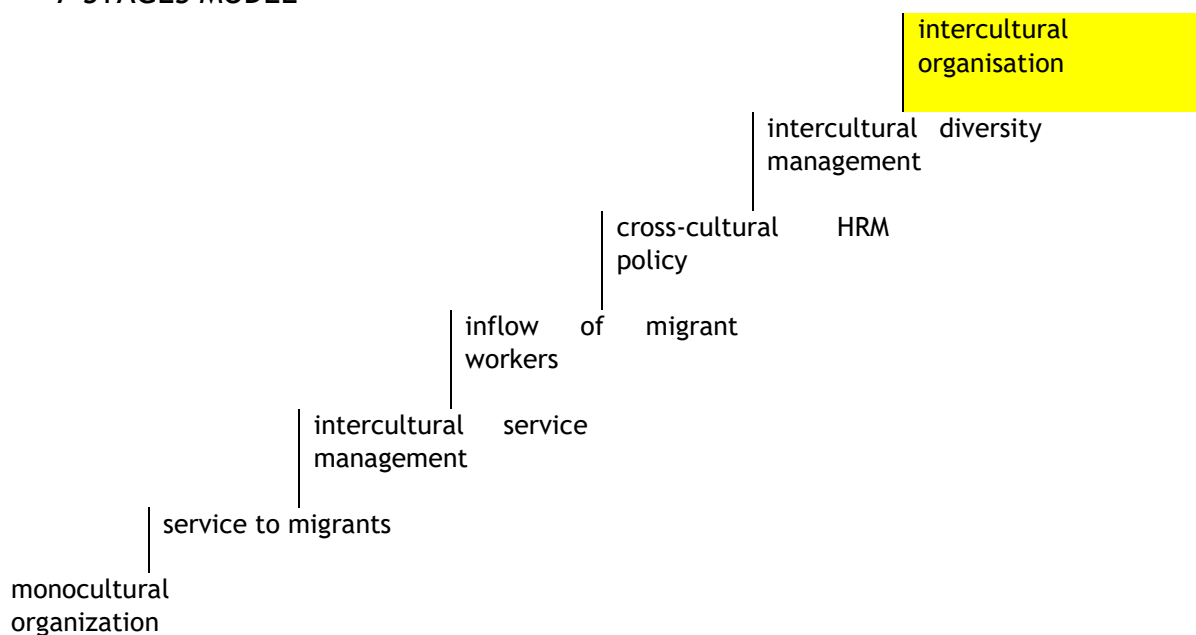 7 STAGES MODEL
intercultural
organisation
intercultural diversity
management
cross-cultural HRM
policy
inflow of migrant
workers
intercultural service
management
service to migrants
monocultural
organization